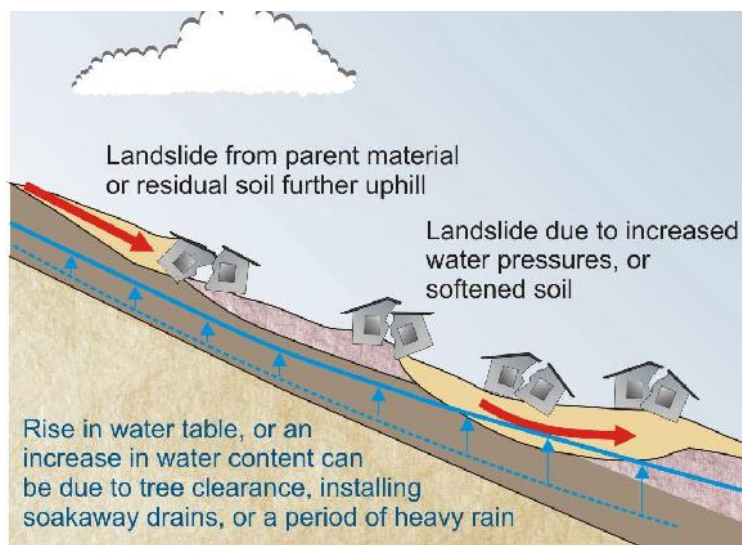 Landslide from parent material
or residual soil further uphill
Landslide due to increased
water pressures, or
softened soil
Rise in water table, or an
increase in water content can
be due to tree clearance, installing
soakaway drains, or a period of heavy rain